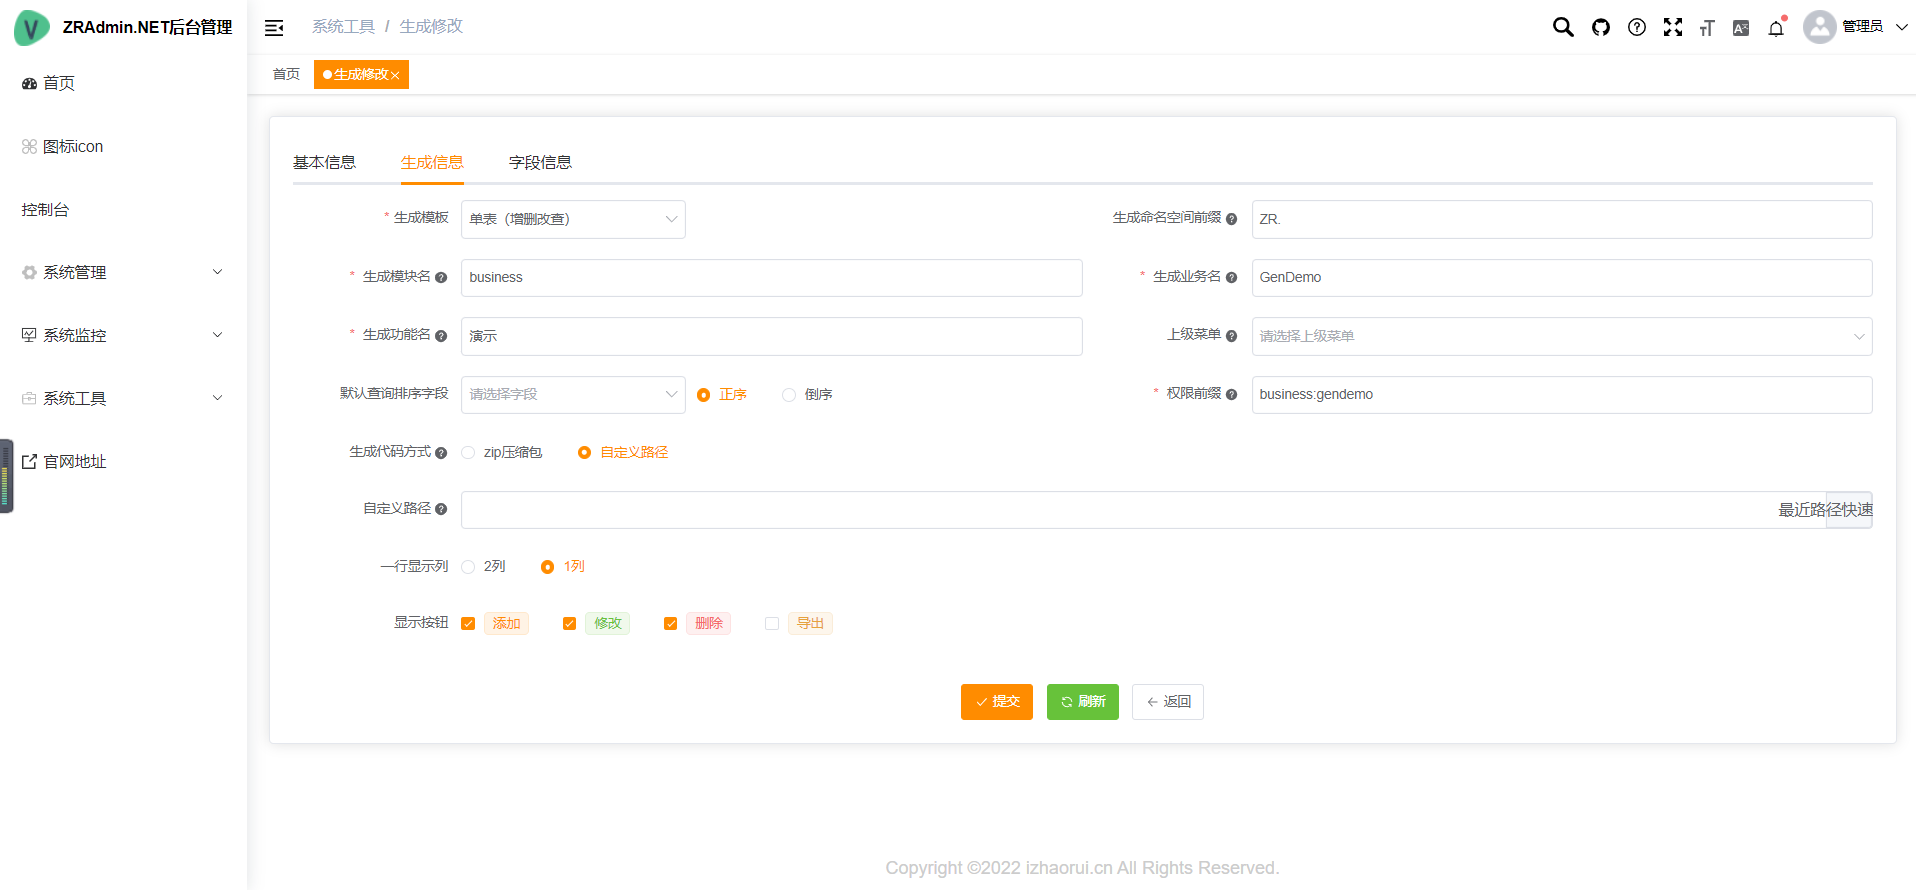 ZRAdmin.NET后台管理
系统工具 / 生成修改
管理员
首页
图标icon
控制台
系统管理
系统监控
系统工具
官网地址
首页
生成修改
基本信息 生成信息 字段信息
* 生成模板 单表（增删改查） 生成命名空间前缀 ZR.
* 生成模块名 business * 生成业务名 GenDemo
* 生成功能名 演示 上级菜单 请选择上级菜单
默认查询排序字段 请选择字段 正序 倒序 * 权限前缀 business:gendemo
生成代码方式 zip压缩包 自定义路径
自定义路径 最近路径快速
一行显示列 2列 1列
显示按钮 添加 修改 删除 导出
提交 刷新 返回
Copyright ©2022 izhaorui.cn All Rights Reserved.